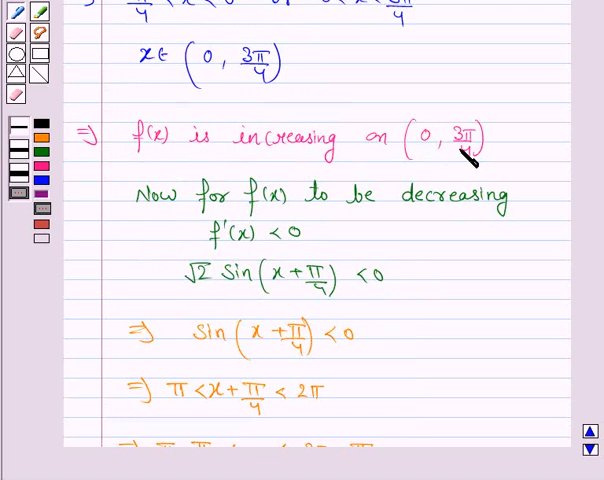 x∈ (0, 3π/4)
=) f(x) is increasing on (0, 3π/4)
Now for f(x) to be decreasing
f'(x) < 0
√2 Sin (x + π/4) < 0
=) Sin (x + π/4) < 0
=) π < x + π/4 < 2π